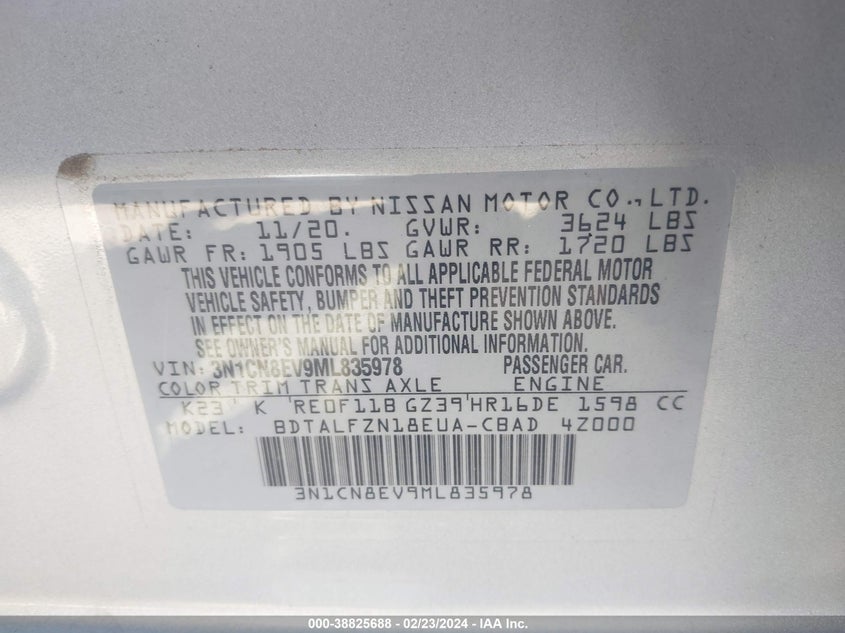 MANUFACTURED BY NISSAN MOTOR CO., LTD.
DATE: 11/20. GVWR: 3624 LBS
GAWR FR: 1905 LBS GAWR RR: 1720 LBS
THIS VEHICLE CONFORMS TO ALL APPLICABLE FEDERAL MOTOR
VEHICLE SAFETY, BUMPER AND THEFT PREVENTION STANDARDS
IN EFFECT ON THE DATE OF MANUFACTURE SHOWN ABOVE.
SEE OWNER'S MANUAL FOR ADDITIONAL INFORMATION.
VIN: 3N1CN8EV9ML835978 PASSENGER CAR.
COLOR TRIM TRANS AXLE ENGINE
K23 K RE0F11B GZ39 HR16DE 1598 CC
MODEL: BDTALFZN18EUA-CBAD 4Z000
3N1CN8EV9ML835978
000-38825688 - 02/23/2024 - IAA Inc.